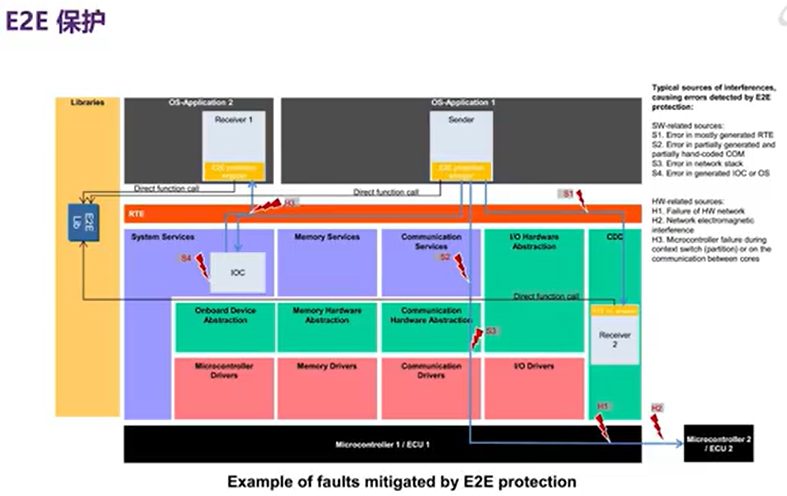 E2E 保护
Libraries
OS-Application 2
OS-Application 1
Receiver 1
Sender
E2E protection
E2E protection
Direct function call
Direct function call
H3
S1
RTE
E2E
Lib
System Services
Memory Services
Communication
Services
I/O Hardware
Abstraction
CDC
S4
IOC
S2
Direct function call
Onboard Device
Abstraction
Memory Hardware
Abstraction
Communication
Hardware Abstraction
S3
Receiver
2
Microcontroller
Drivers
Memory Drivers
Communication
Drivers
I/O Drivers
H1
H2
Microcontroller 1 / ECU 1
Microcontroller 2
/ ECU 2
Typical sources of interferences,
causing errors detected by E2E
protection:
SW-related sources:
S1. Error in mostly generated RTE
S2. Error in partially generated and
partially hand-coded COM
S3. Error in network stack
S4. Error in generated IOC or OS
HW-related sources:
H1. Failure of HW network
H2. Network electromagnetic
interference
H3. Microcontroller failure during
context switch (partition) or on the
communication between cores
Example of faults mitigated by E2E protection